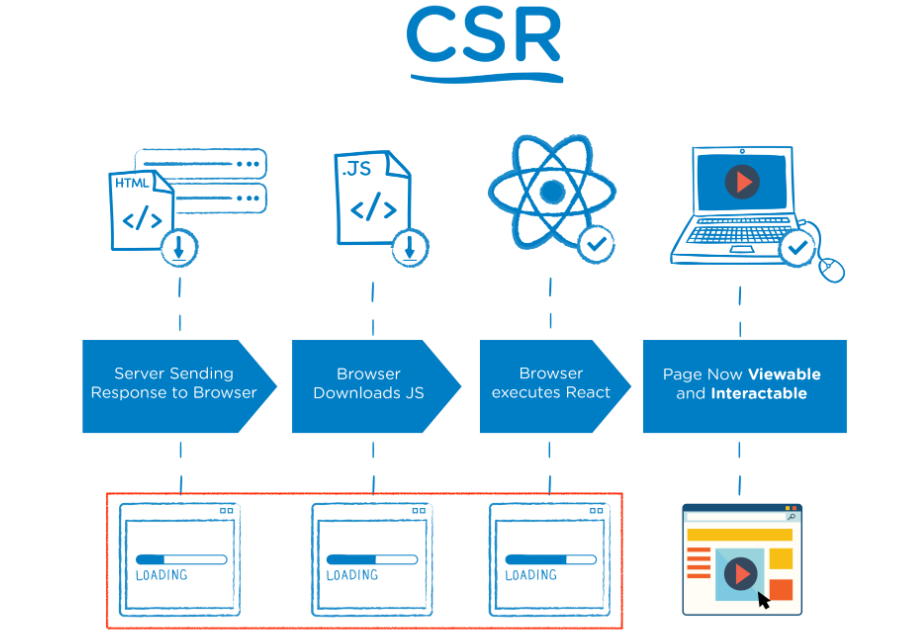 CSR
HTML
</>
.JS
</>
Server Sending
Response to Browser
Browser
Downloads JS
Browser
executes React
Page Now Viewable
and Interactable
LOADING
LOADING
LOADING